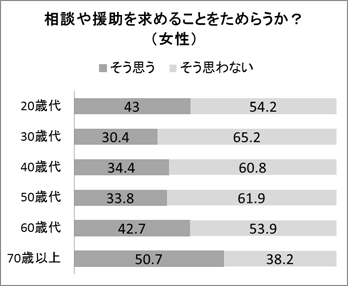 相談や援助を求めることをためらうか？
（女性）
■そう思う ■そう思わない
20歳代 43 54.2
30歳代 30.4 65.2
40歳代 34.4 60.8
50歳代 33.8 61.9
60歳代 42.7 53.9
70歳以上 50.7 38.2